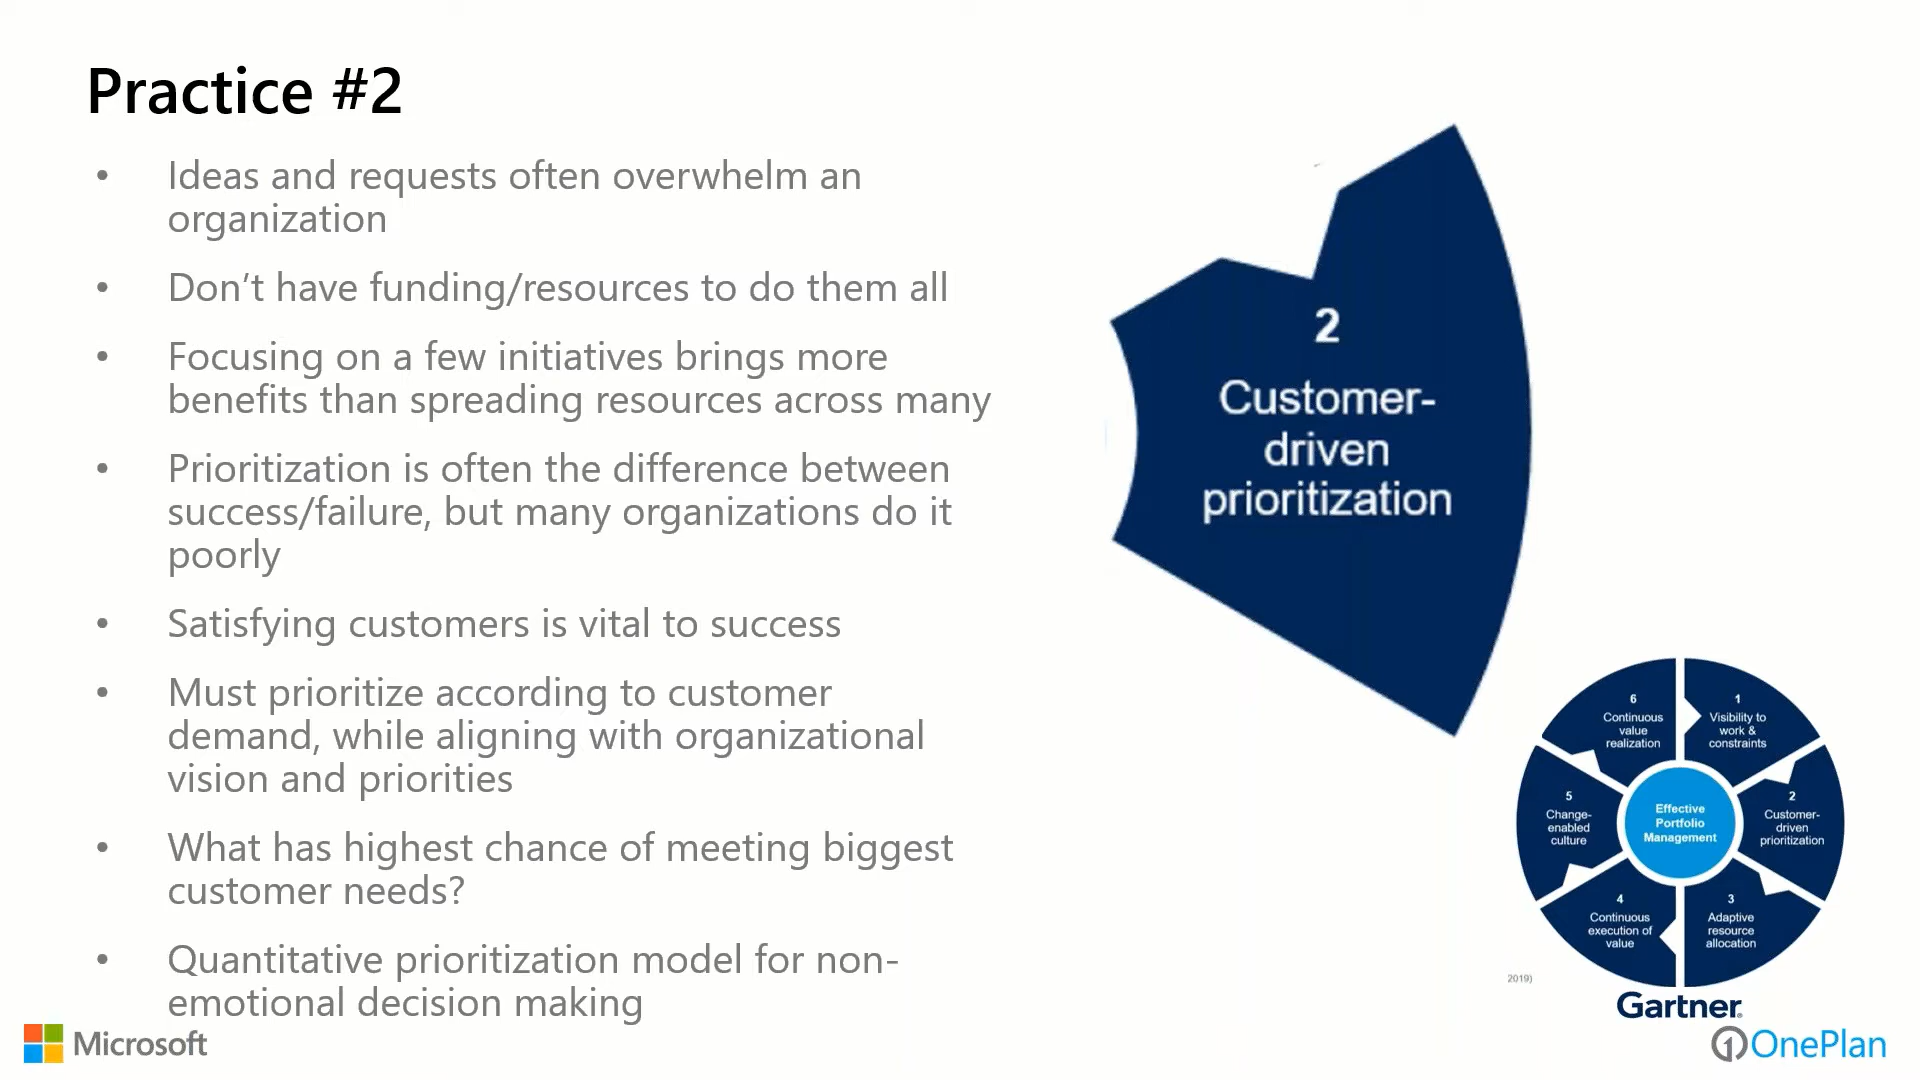 Practice #2
• Ideas and requests often overwhelm an
organization
• Don’t have funding/resources to do them all
• Focusing on a few initiatives brings more
benefits than spreading resources across many
• Prioritization is often the difference between
success/failure, but many organizations do it
poorly
• Satisfying customers is vital to success
• Must prioritize according to customer
demand, while aligning with organizational
vision and priorities
• What has highest chance of meeting biggest
customer needs?
• Quantitative prioritization model for non-
emotional decision making
2
Customer-
driven
prioritization
6
Continuous
value
realization
1
Visibility to
work &
constraints
5
Change-
enabled
culture
Effective
Portfolio
Management
2
Customer-
driven
prioritization
4
Continuous
execution of
value
3
Adaptive
resource
allocation
2019)
Gartner
Microsoft
OnePlan